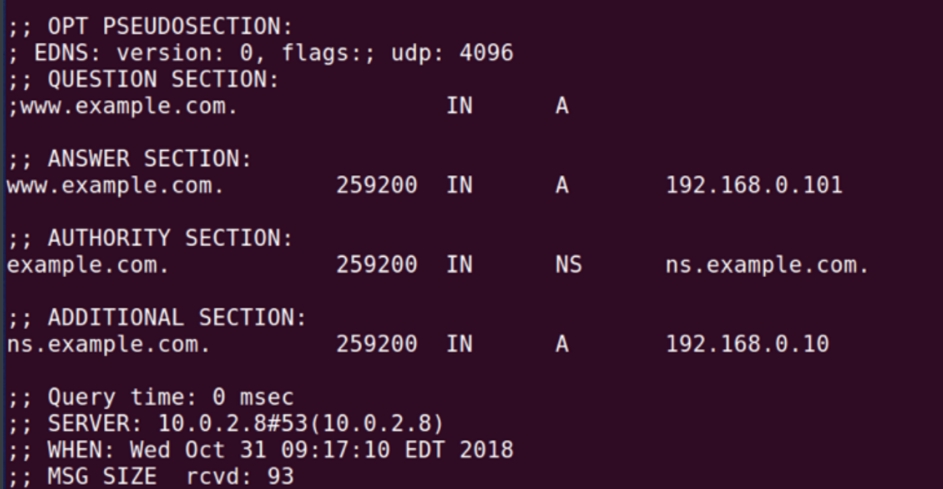 ;; OPT PSEUDOSECTION:
; EDNS: version: 0, flags:; udp: 4096
;; QUESTION SECTION:
;www.example.com. IN A
;; ANSWER SECTION:
www.example.com. 259200 IN A 192.168.0.101
;; AUTHORITY SECTION:
example.com. 259200 IN NS ns.example.com.
;; ADDITIONAL SECTION:
ns.example.com. 259200 IN A 192.168.0.10
;; Query time: 0 msec
;; SERVER: 10.0.2.8#53(10.0.2.8)
;; WHEN: Wed Oct 31 09:17:10 EDT 2018
;; MSG SIZE rcvd: 93